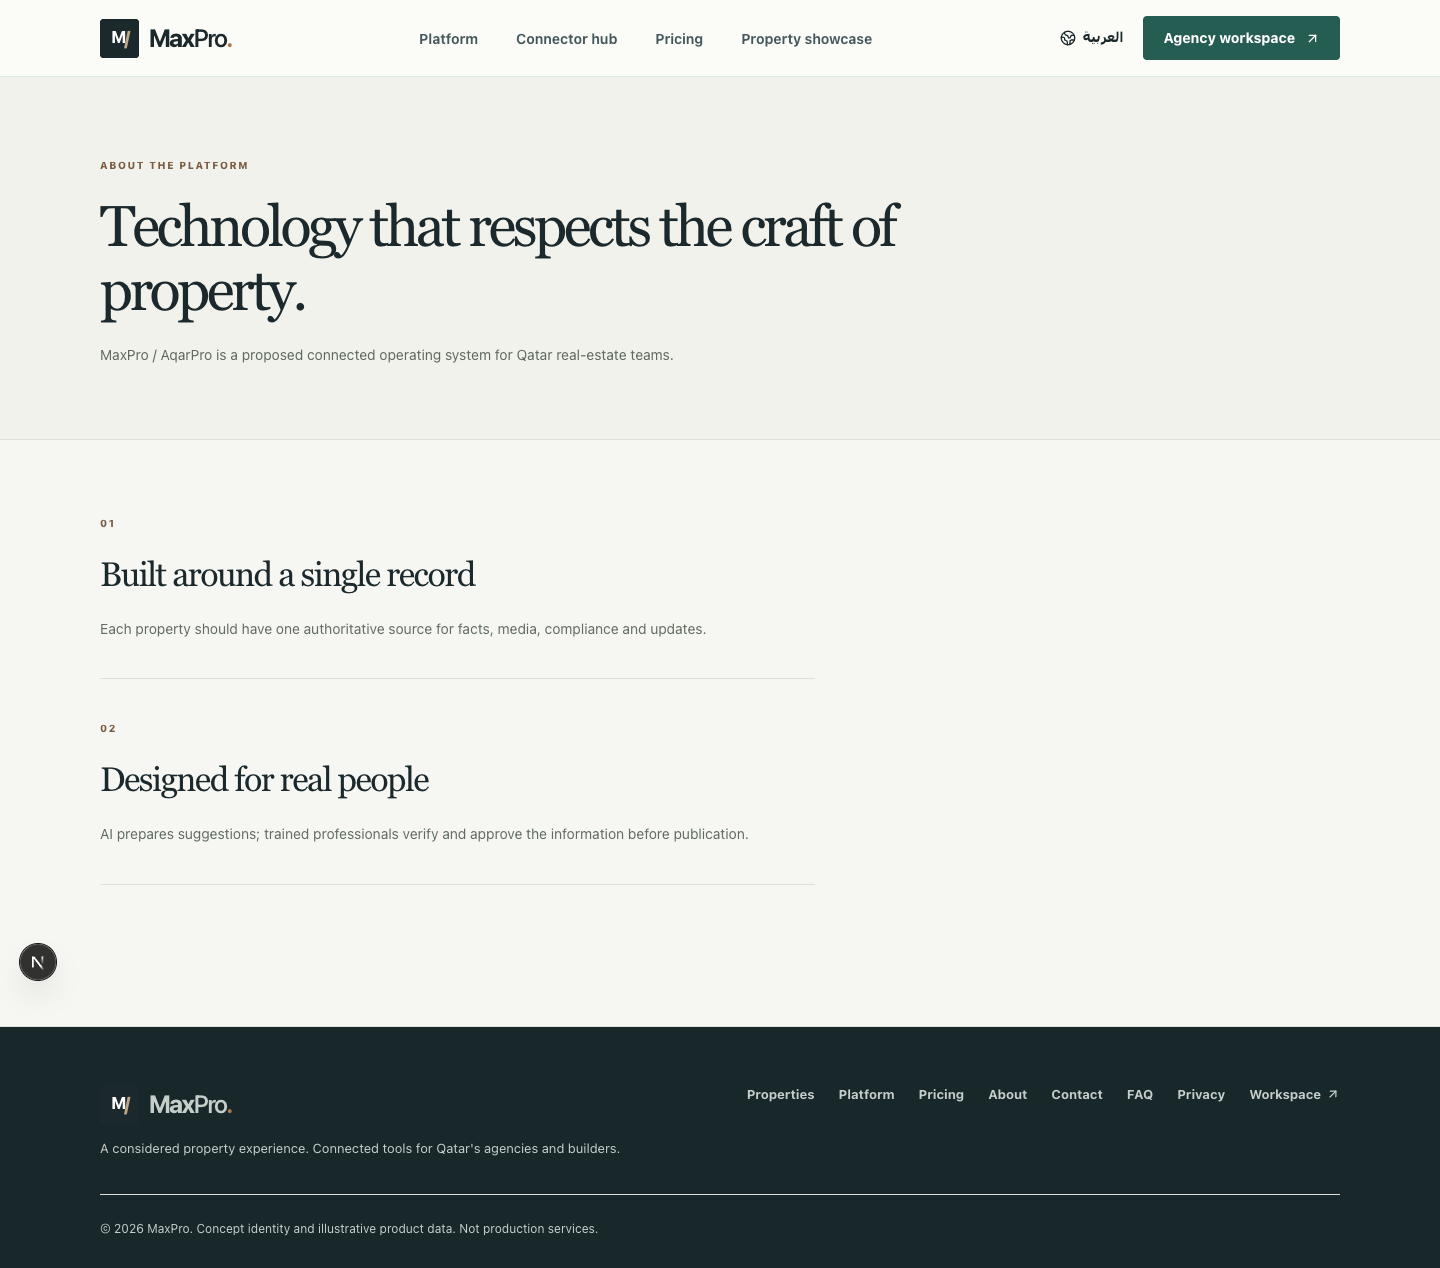 M/ MaxPro.
Platform Connector hub Pricing Property showcase
العربية
Agency workspace
ABOUT THE PLATFORM
Technology that respects the craft of
property.
MaxPro / AqarPro is a proposed connected operating system for Qatar real-estate teams.
01
Built around a single record
Each property should have one authoritative source for facts, media, compliance and updates.
02
Designed for real people
AI prepares suggestions; trained professionals verify and approve the information before publication.
N
M/ MaxPro.
Properties Platform Pricing About Contact FAQ Privacy Workspace
A considered property experience. Connected tools for Qatar's agencies and builders.
© 2026 MaxPro. Concept identity and illustrative product data. Not production services.